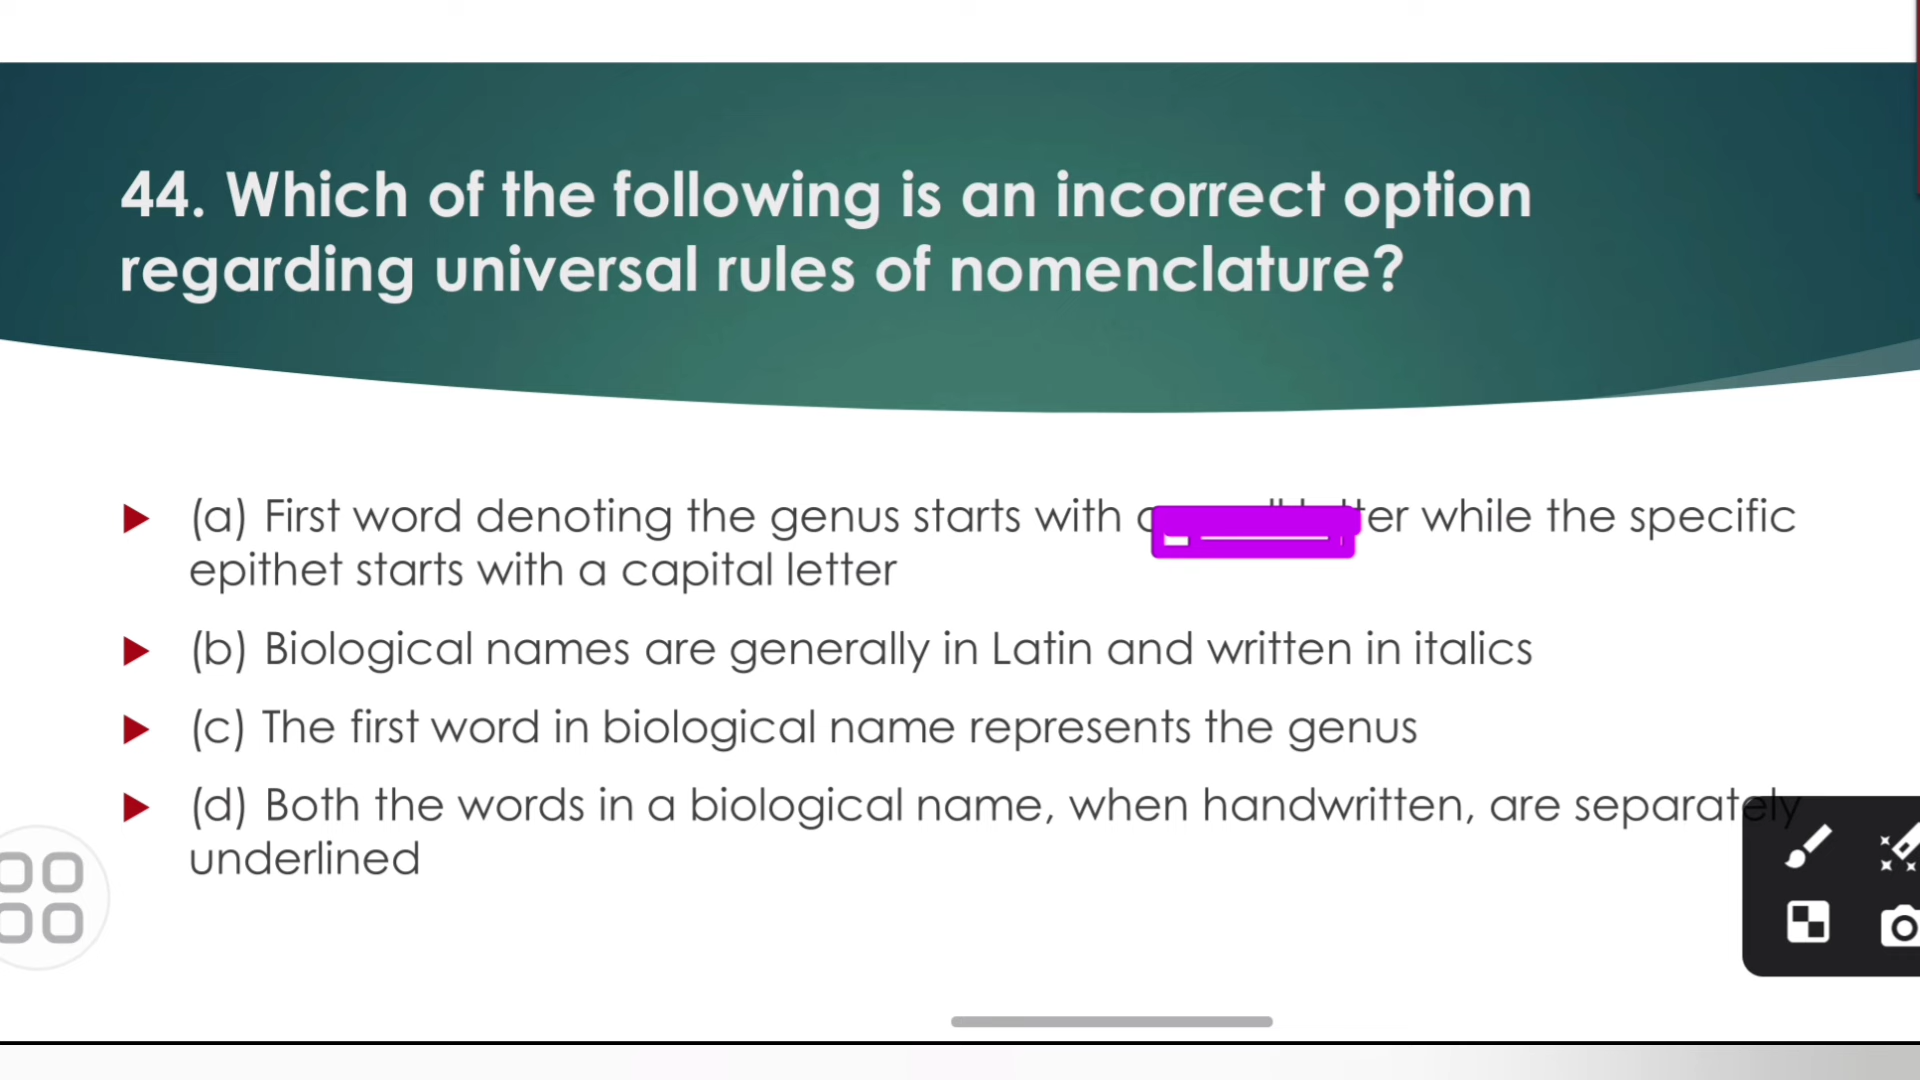 44. Which of the following is an incorrect option
regarding universal rules of nomenclature?
(a) First word denoting the genus starts with while the specific
epithet starts with a capital letter
(b) Biological names are generally in Latin and written in italics
(c) The first word in biological name represents the genus
(d) Both the words in a biological name, when handwritten, are separately
underlined